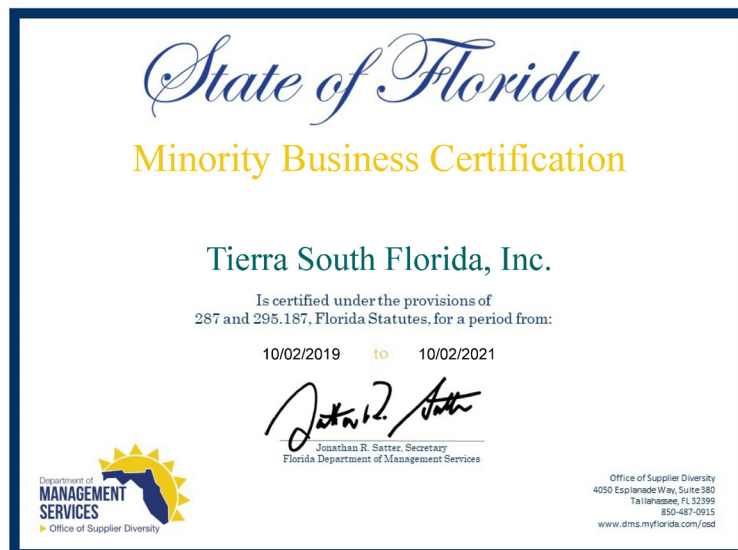 State of Florida
Minority Business Certification
Tierra South Florida, Inc.
Is certified under the provisions of
287 and 295.187, Florida Statutes, for a period from:
10/02/2019 to 10/02/2021
Jonathan R. Satter, Secretary
Florida Department of Management Services
Department of
MANAGEMENT
SERVICES
Office of Supplier Diversity
Office of Supplier Diversity
4050 Esplanade Way, Suite 380
Tallahassee, FL 32399
850-487-0915
www.dms.myflorida.com/osd